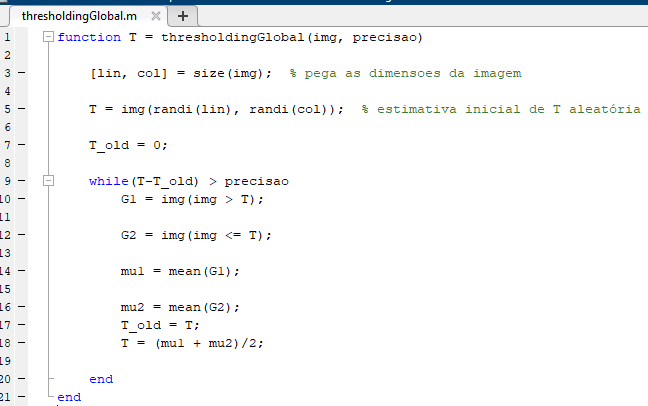 thresholdingGlobal.m
1 function T = thresholdingGlobal(img, precisao)
2
3 [lin, col] = size(img); % pega as dimensoes da imagem
4
5 T = img(randi(lin), randi(col)); % estimativa inicial de T aleatória
6
7 T_old = 0;
8
9 while(T-T_old) > precisao
10 G1 = img(img > T);
11
12 G2 = img(img <= T);
13
14 mu1 = mean(G1);
15
16 mu2 = mean(G2);
17 T_old = T;
18 T = (mu1 + mu2)/2;
19
20 end
21 end